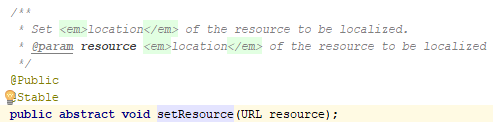 /**
 * Set <em>location</em> of the resource to be localized.
 * @param resource <em>location</em> of the resource to be localized
 */
@Public
@Stable
public abstract void setResource(URL resource);